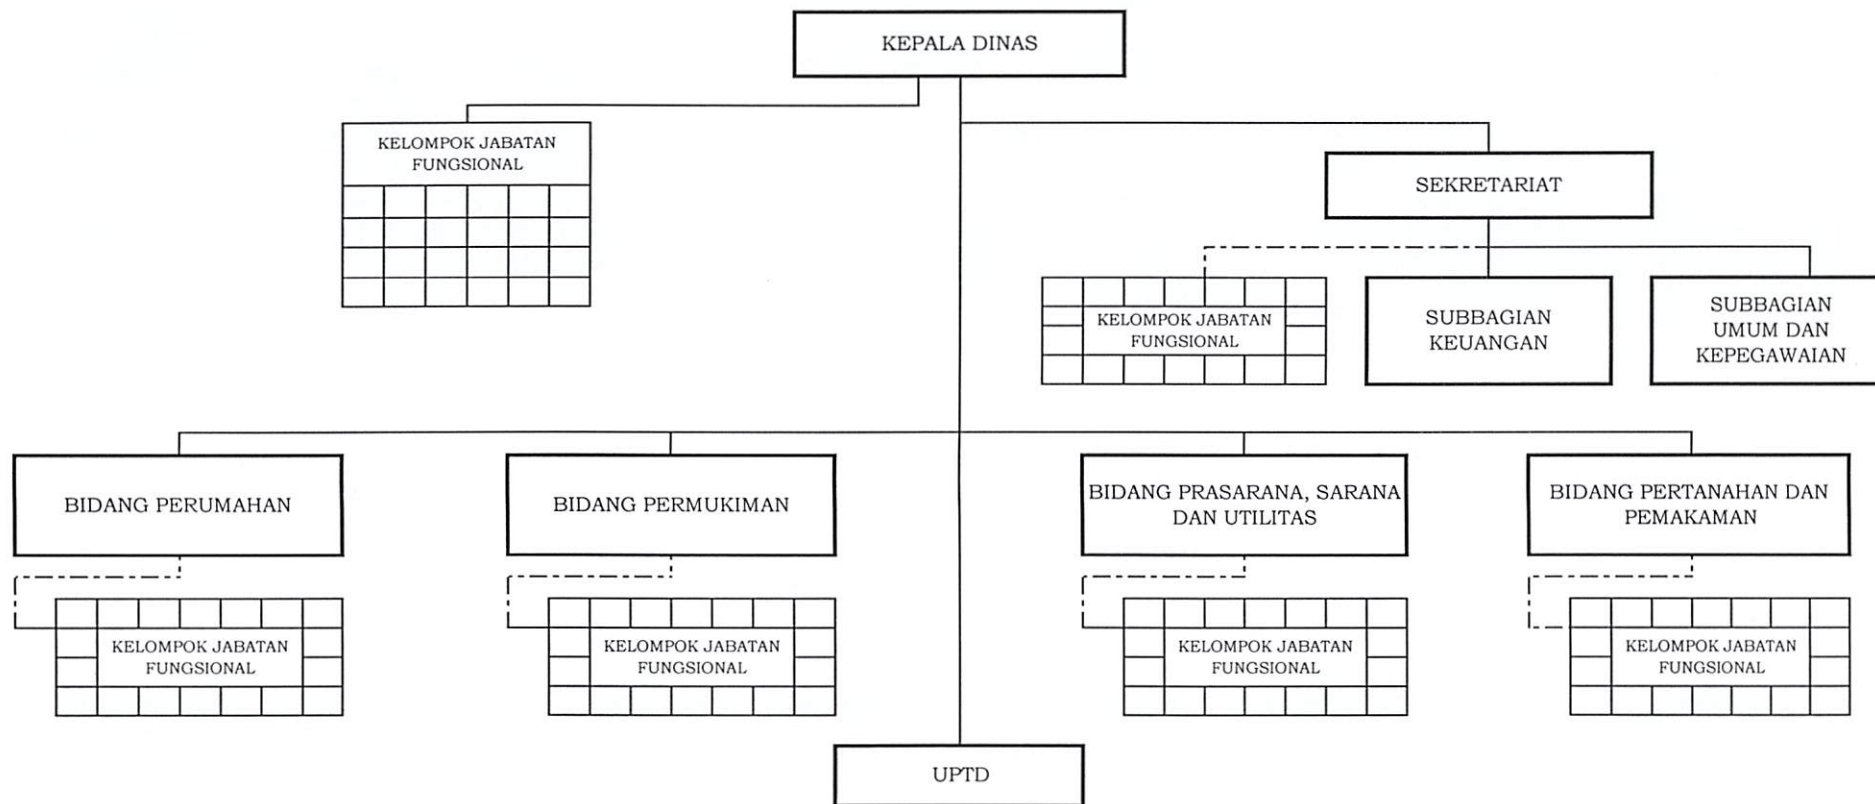 KEPALA DINAS
KELOMPOK JABATAN
FUNGSIONAL
SEKRETARIAT
KELOMPOK JABATAN
FUNGSIONAL
SUBBAGIAN
KEUANGAN
SUBBAGIAN
UMUM DAN
KEPEGAWAIAN
BIDANG PERUMAHAN
BIDANG PERMUKIMAN
BIDANG PRASARANA, SARANA
DAN UTILITAS
BIDANG PERTANAHAN DAN
PEMAKAMAN
KELOMPOK JABATAN
FUNGSIONAL
KELOMPOK JABATAN
FUNGSIONAL
KELOMPOK JABATAN
FUNGSIONAL
KELOMPOK JABATAN
FUNGSIONAL
UPTD